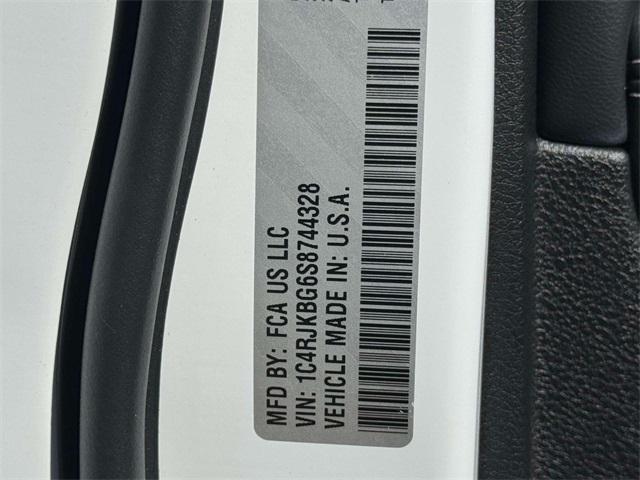 MFD BY: FCA US LLC
VIN: 1C4RJKBG6S8744328
VEHICLE MADE IN: U.S.A.